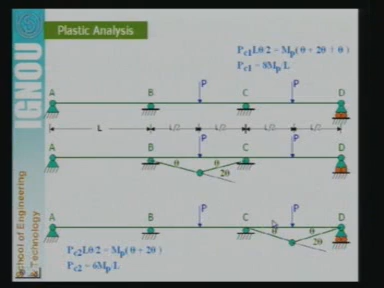 IGNOU
School of Engineering
& Technology
Plastic Analysis
Pc1Lθ/2 = Mp(θ + 2θ + θ)
Pc1 = 8Mp/L
P P
A B C D
L L/2 L/2 L/2 L/2
P P
A B C D
θ θ
2θ
P P
A B C D
θ θ
2θ
Pc2Lθ/2 = Mp(θ + 2θ)
Pc2 = 6Mp/L